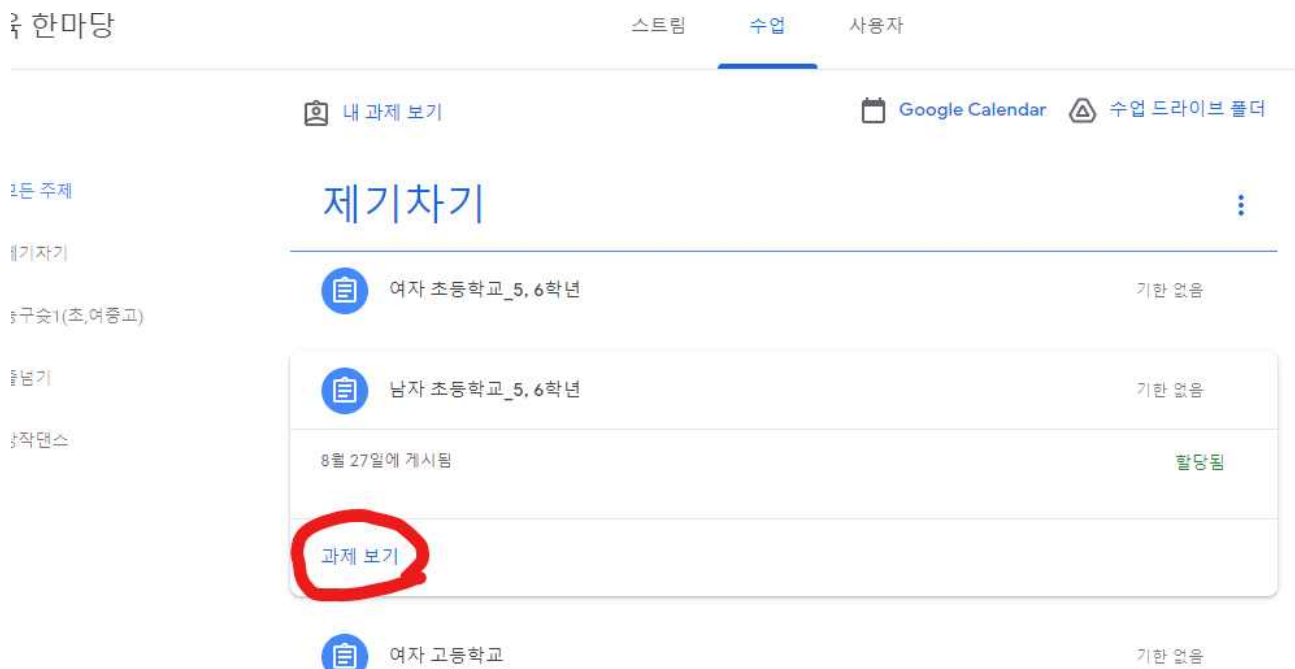 한마당
스트림 수업 사용자
내 과제 보기 Google Calendar 수업 드라이브 폴더
주제
제기차기
여자 초등학교_5, 6학년 기한 없음
남자 초등학교_5, 6학년 기한 없음
8월 27일에 게시됨 할당됨
과제 보기
여자 고등학교 기한 없음